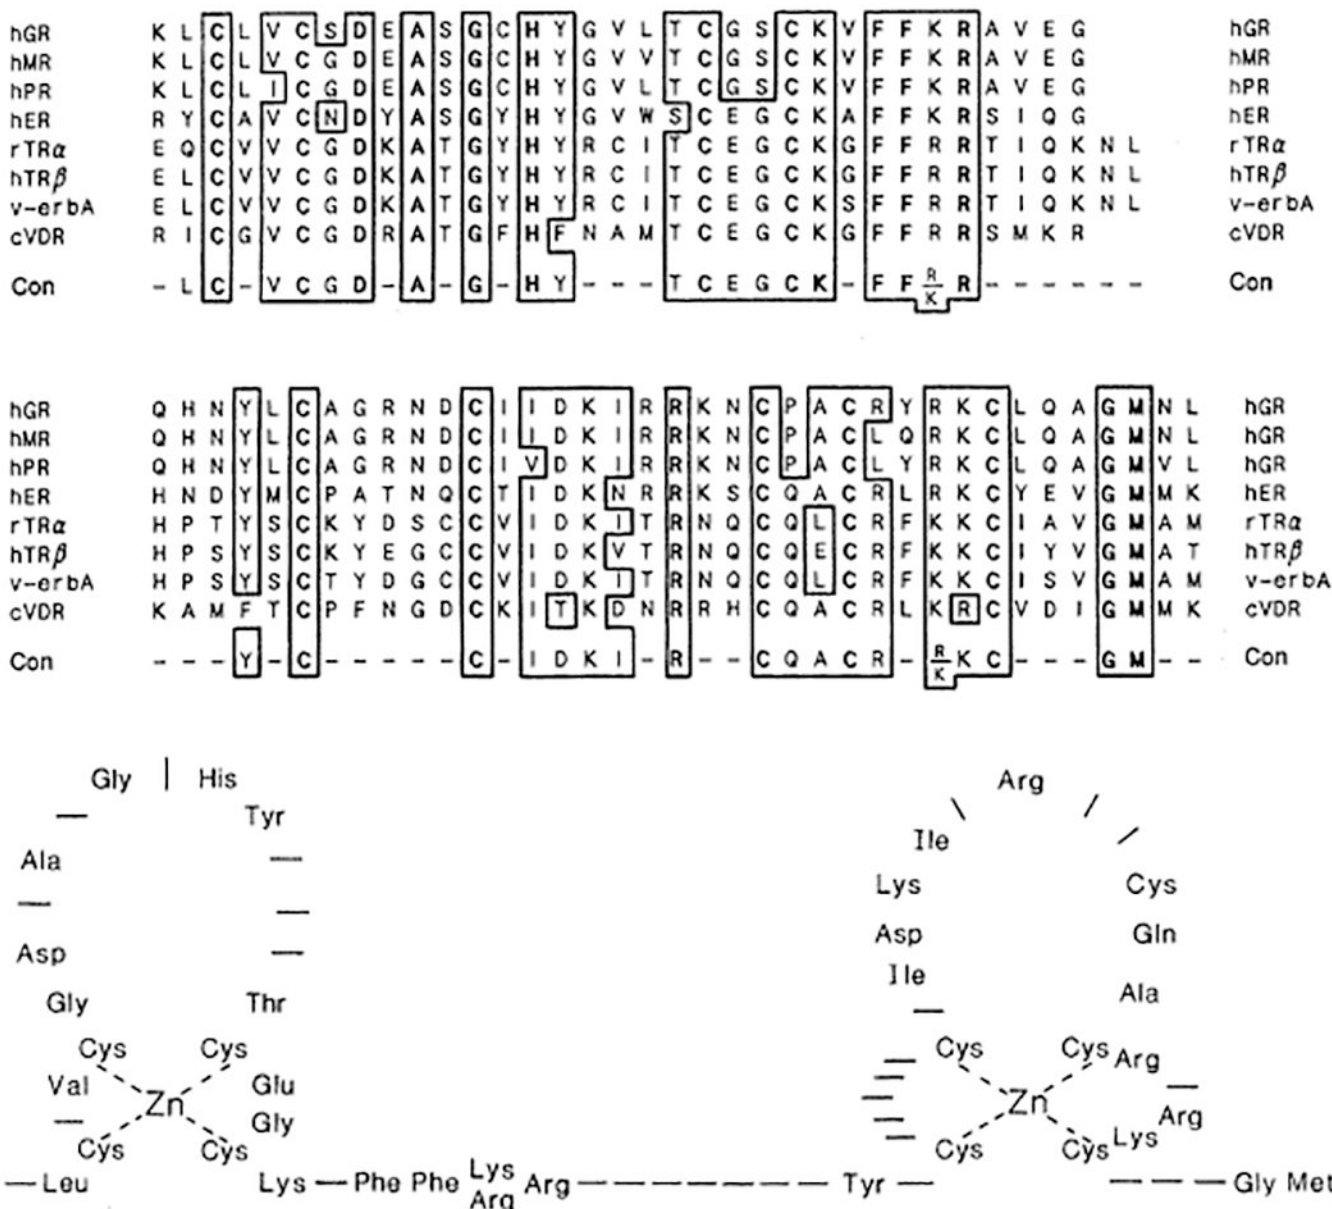 hGR K L C L V C S D E A S G C H Y G V L T C G S C K V F F K R A V E G hGR
hMR K L C L V C G D E A S G C H Y G V V T C G S C K V F F K R A V E G hMR
hPR K L C L I C G D E A S G C H Y G V L T C G S C K V F F K R A V E G hPR
hER R Y C A V C N D Y A S G Y H Y G V W S C E G C K A F F K R S I Q G hER
rTRα E Q C V V C G D K A T G Y H Y R C I T C E G C K G F F R R T I Q K N L rTRα
hTRβ E L C V V C G D K A T G Y H Y R C I T C E G C K G F F R R T I Q K N L hTRβ
v-erbA E L C V V C G D K A T G Y H Y R C I T C E G C K S F F R R T I Q K N L v-erbA
cVDR R I C G V C G D R A T G F H F N A M T C E G C K G F F R R S M K R cVDR
Con - L C - V C G D - A - G - H Y - - - T C E G C K - F F R/K R - - - - - - Con
hGR Q H N Y L C A G R N D C I I D K I R R K N C P A C R Y R K C L Q A G M N L hGR
hMR Q H N Y L C A G R N D C I I D K I R R K N C P A C L Q R K C L Q A G M N L hGR
hPR Q H N Y L C A G R N D C I V D K I R R K N C P A C L Y R K C L Q A G M V L hGR
hER H N D Y M C P A T N Q C T I D K N R R K S C Q A C R L R K C Y E V G M M K hER
rTRα H P T Y S C K Y D S C C V I D K I T R N Q C Q L C R F K K C I A V G M A M rTRα
hTRβ H P S Y S C K Y E G C C V I D K V T R N Q C Q E C R F K K C I Y V G M A T hTRβ
v-erbA H P S Y S C T Y D G C C V I D K I T R N Q C Q L C R F K K C I S V G M A M v-erbA
cVDR K A M F T C P F N G D C K I T K D N R R H C Q A C R L K R C V D I G M M K cVDR
Con - - - Y - C - - - - - C - I D K I - R - - C Q A C R - R/K K C - - - G M - - Con
Gly | His Arg
Tyr
Ala Ile
Lys Cys
Asp Asp Gln
Ile
Gly Thr Ala
Cys Cys Cys Cys Arg
Val Glu
Zn Zn
Gly Arg
Cys Cys Cys Cys Lys
— Leu Lys — Phe Phe Lys Arg — — — — — — — Tyr — — — — Gly Met
Arg